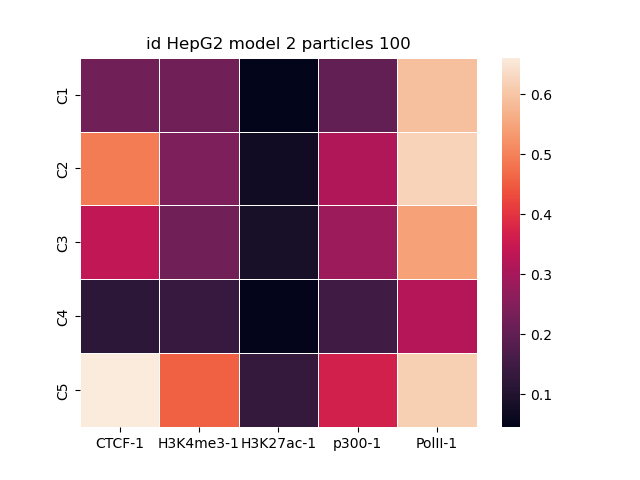 id HepG2 model 2 particles 100
C1
C2
C3
C4
C5
CTCF-1 H3K4me3-1 H3K27ac-1 p300-1 PolII-1
0.6
0.5
0.4
0.3
0.2
0.1